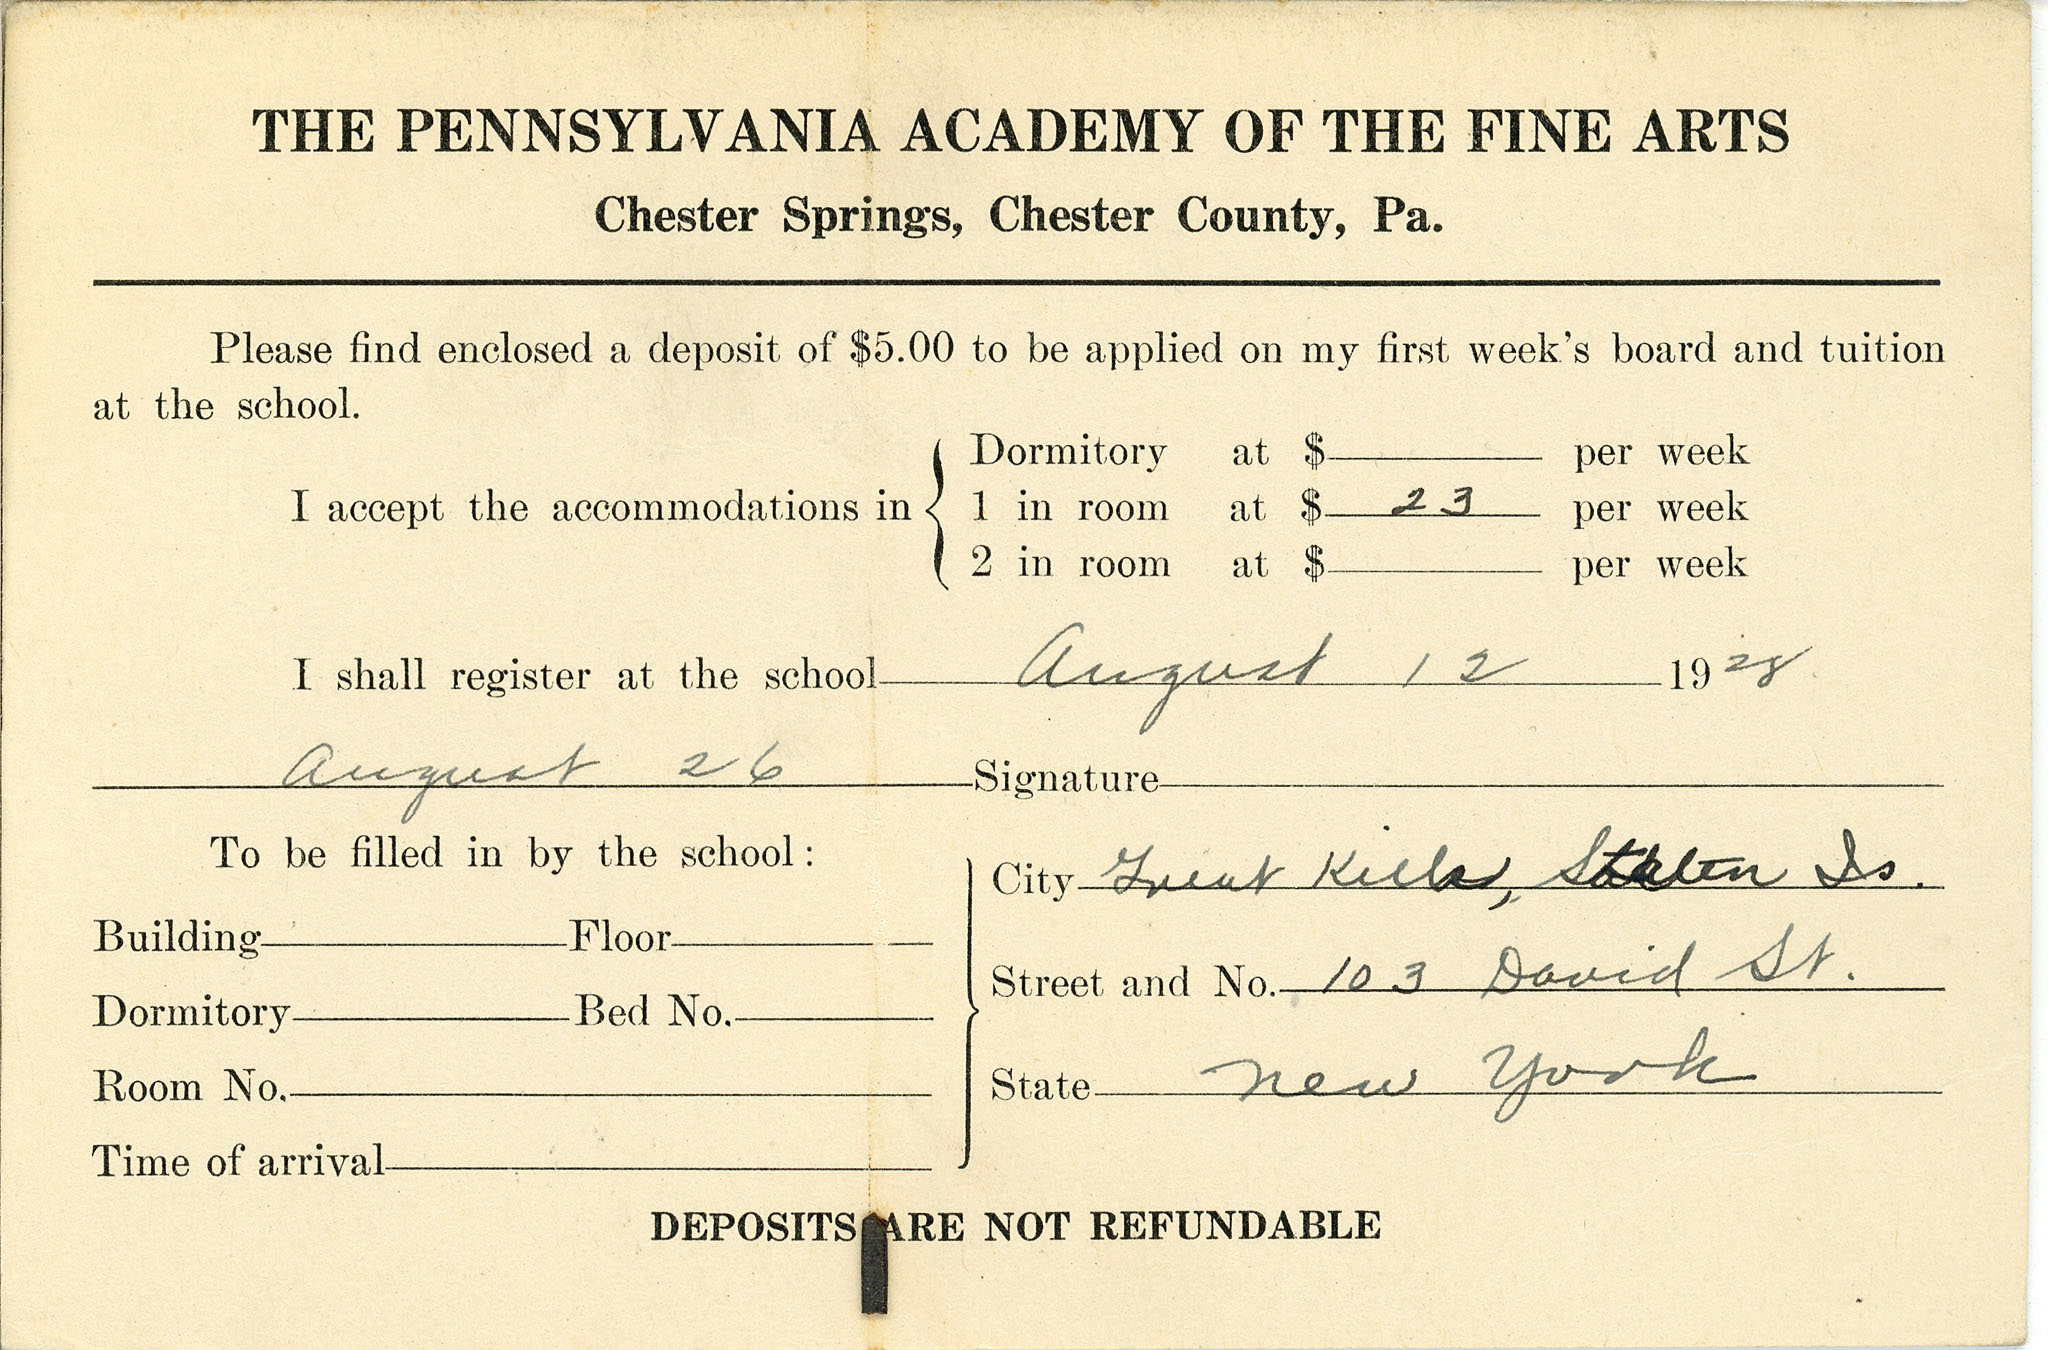 THE PENNSYLVANIA ACADEMY OF THE FINE ARTS
Chester Springs, Chester County, Pa.
Please find enclosed a deposit of $5.00 to be applied on my first week's board and tuition
at the school.
I accept the accommodations in
Dormitory at $ per week
1 in room at $ 23 per week
2 in room at $ per week
I shall register at the school August 12 1928
August 26 Signature
To be filled in by the school:
Building Floor
Dormitory Bed No.
Room No.
Time of arrival
City Great Kills, Staten Is.
Street and No. 103 David St.
State New York
DEPOSITS ARE NOT REFUNDABLE